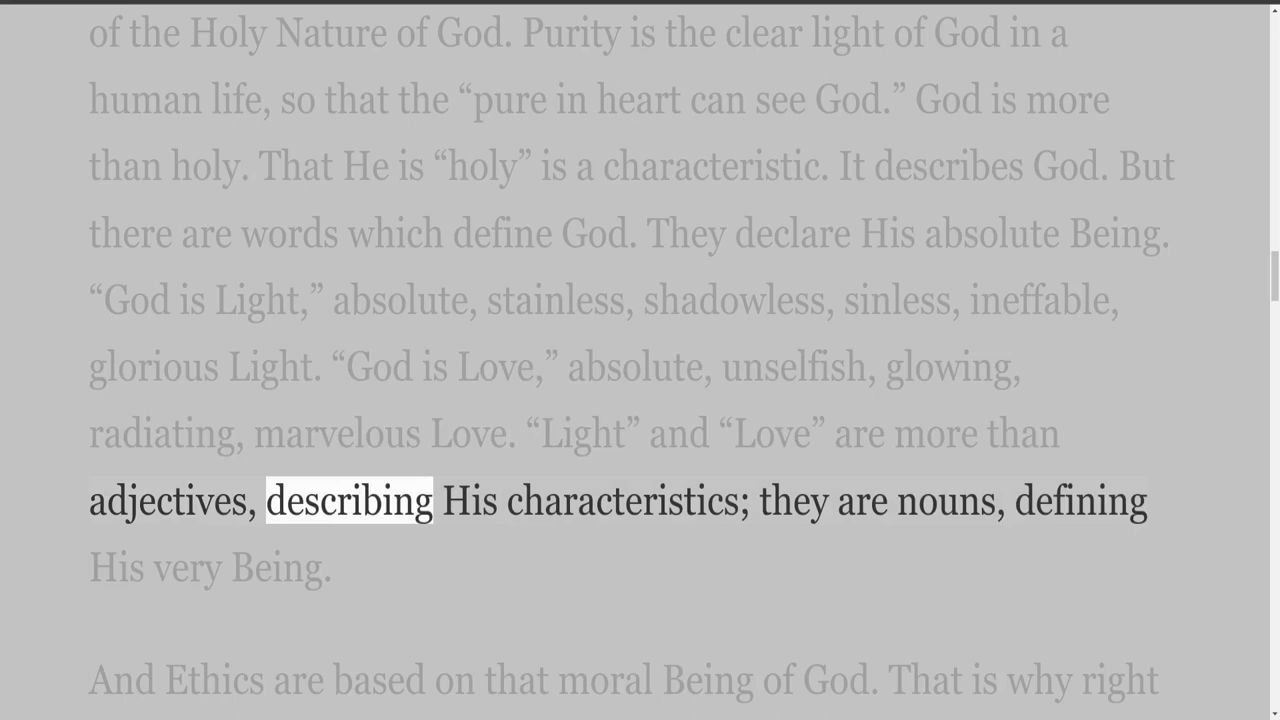 of the Holy Nature of God. Purity is the clear light of God in a
human life, so that the “pure in heart can see God.” God is more
than holy. That He is “holy” is a characteristic. It describes God. But
there are words which define God. They declare His absolute Being.
“God is Light,” absolute, stainless, shadowless, sinless, ineffable,
glorious Light. “God is Love,” absolute, unselfish, glowing,
radiating, marvelous Love. “Light” and “Love” are more than
adjectives, describing His characteristics; they are nouns, defining
His very Being.
And Ethics are based on that moral Being of God. That is why right